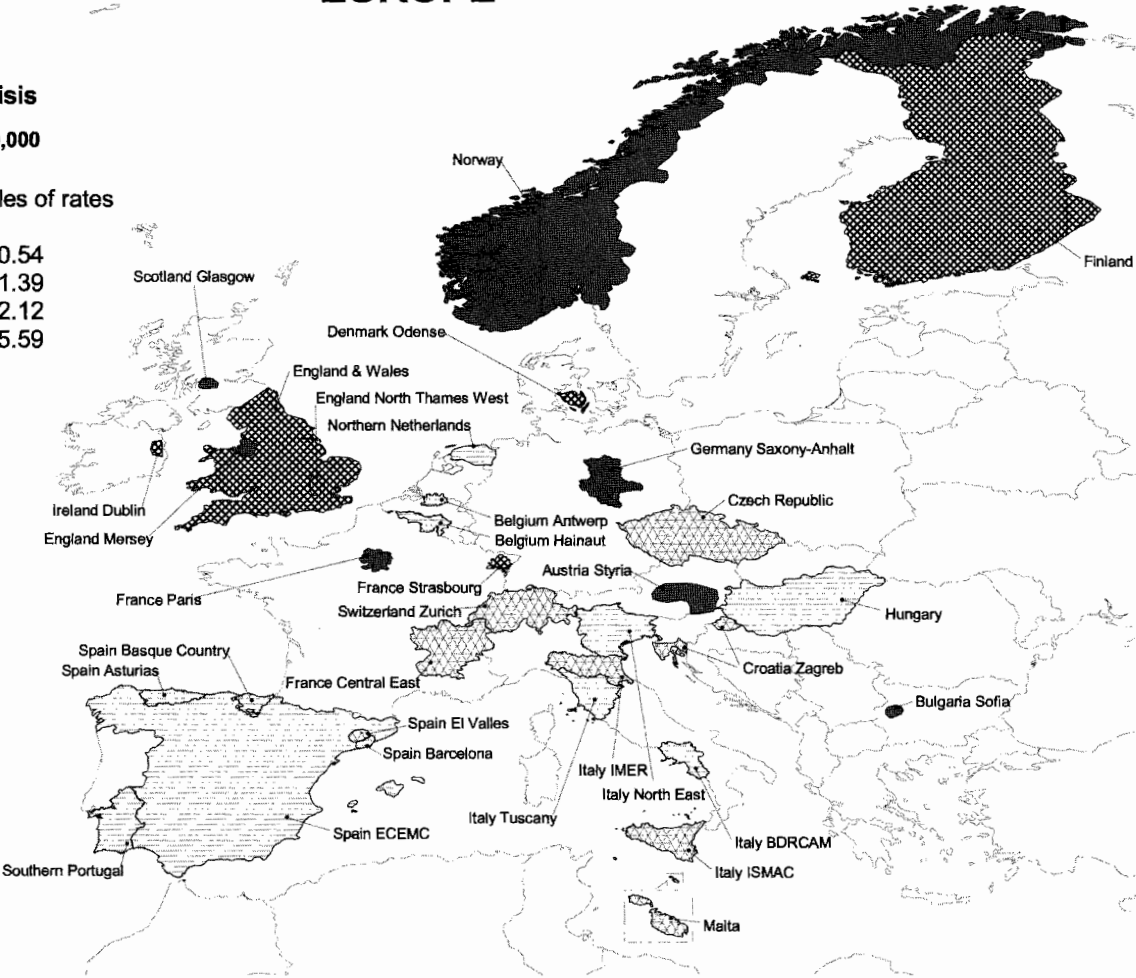 isis
,000
les of rates
0.54
1.39
2.12
5.59
Norway
Finland
Scotland Glasgow
Denmark Odense
England & Wales
England North Thames West
Northern Netherlands
Germany Saxony-Anhalt
Czech Republic
Ireland Dublin
England Mersey
Belgium Antwerp
Belgium Hainaut
France Strasbourg
Austria Styria
France Paris
Switzerland Zurich
Hungary
Spain Basque Country
Spain Asturias
Croatia Zagreb
France Central East
Bulgaria Sofia
Spain El Valles
Spain Barcelona
Italy IMER
Italy North East
Italy Tuscany
Spain ECEMC
Italy BDRCAM
Southern Portugal
Italy ISMAC
Malta